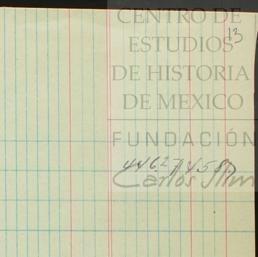 CENTRO DE
ESTUDIOS
DE HISTORIA
DE MEXICO
FUNDACIÓN
Carlos Slim
13